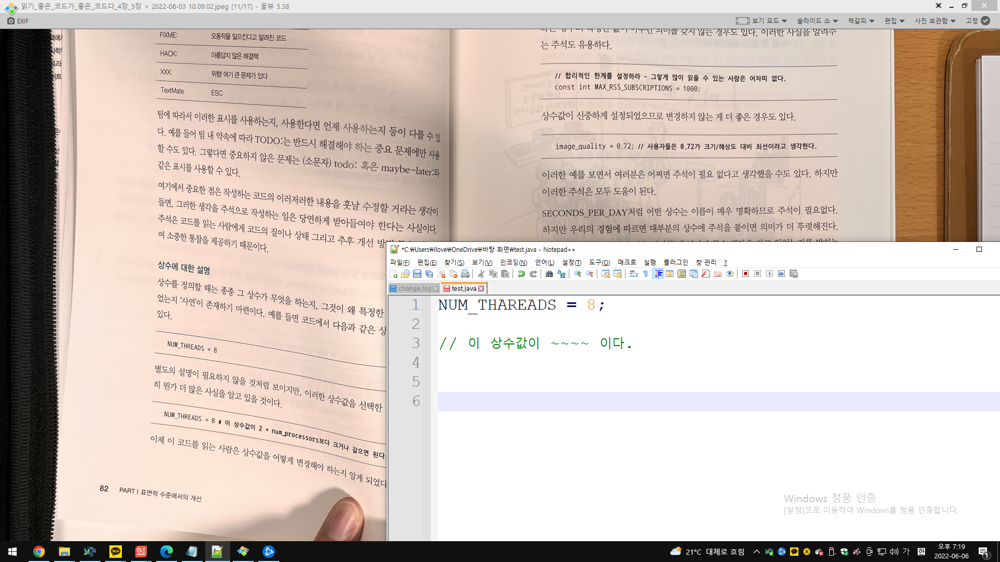 읽기_좋은_코드가_좋은_코드다_4장_5장 > 2022-06-03 10.09.02.jpeg [11/17] - 꿀뷰 5.38
EXIF
보기 모드 슬라이드 쇼 책갈피 편집 사진 보관함 고정
FIXME: 오동작을 일으킨다고 알려진 코드
HACK: 아름답지 않은 해결책
XXX: 위험! 여기 큰 문제가 있다
TextMate ESC
팀에 따라서 이러한 표시를 사용하는지, 사용한다면 언제 사용하는지 등이 다를 수 있
다. 예를 들어 팀 내 약속에 따라 TODO:는 반드시 해결해야 하는 중요 문제에만 사용
할 수도 있다. 그렇다면 중요하지 않은 문제는 (소문자) todo: 혹은 maybe-later:와
같은 표시를 사용할 수 있다.
여기에서 중요한 점은 작성하는 코드의 이러저러한 내용을 훗날 수정할 거라는 생각이
들면, 그러한 생각을 주석으로 작성하는 일은 당연하게 받아들여야 한다는 사실이다.
주석은 코드를 읽는 사람에게 코드의 질이나 상태 그리고 추후 개선 방법
여 소중한 통찰을 제공하기 때문이다.
상수에 대한 설명
상수를 정의할 때는 종종 그 상수가 무엇을 하는지, 그것이 왜 특정한
었는지 '사연'이 존재하기 마련이다. 예를 들면 코드에서 다음과 같은 상
있다.
NUM_THREADS = 8
별도의 설명이 필요하지 않을 것처럼 보이지만, 이러한 상수값을 선택한
히 뭔가 더 많은 사실을 알고 있을 것이다.
NUM_THREADS = 8 # 이 상수값이 2 * num_processors보다 크거나 같으면 된다.
이제 이 코드를 읽는 사람은 상수값을 어떻게 변경해야 하는지 알게 되었다
82 PART I 표면적 수준에서의 개선
의미를 갖지 않는 경우도 있다. 이러한 사실을 알려주
는 주석도 유용하다.
// 합리적인 한계를 설정하라 - 그렇게 많이 읽을 수 있는 사람은 어차피 없다.
const int MAX_RSS_SUBSCRIPTIONS = 1000;
상수값이 신중하게 설정되었으므로 변경하지 않는 게 더 좋은 경우도 있다.
image_quality = 0.72; // 사용자들은 0.72가 크기/해상도 대비 최선이라고 생각한다.
이러한 예를 보면서 여러분은 어쩌면 주석이 필요 없다고 생각했을 수도 있다. 하지만
이러한 주석은 모두 도움이 된다.
SECONDS_PER_DAY처럼 어떤 상수는 이름이 매우 명확하므로 주석이 필요없다.
하지만 우리의 경험에 따르면 대부분의 상수에 주석을 붙이면 의미가 더 뚜렷해진다.
*C:₩Users₩ilove₩OneDrive₩바탕 화면₩test.java - Notepad++
파일(F) 편집(E) 찾기(S) 보기(V) 인코딩(N) 언어(L) 설정(T) 도구(O) 매크로 실행 플러그인 창 관리 ?
change.log test.java
1 NUM_THAREADS = 8;
2
3 // 이 상수값이 ~~~~ 이다.
4
5
6
Windows 정품 인증
[설정]으로 이동하여 Windows를 정품 인증합니다.
TALK
21°C 대체로 흐림 가 한
오후 7:19
2022-06-06
1